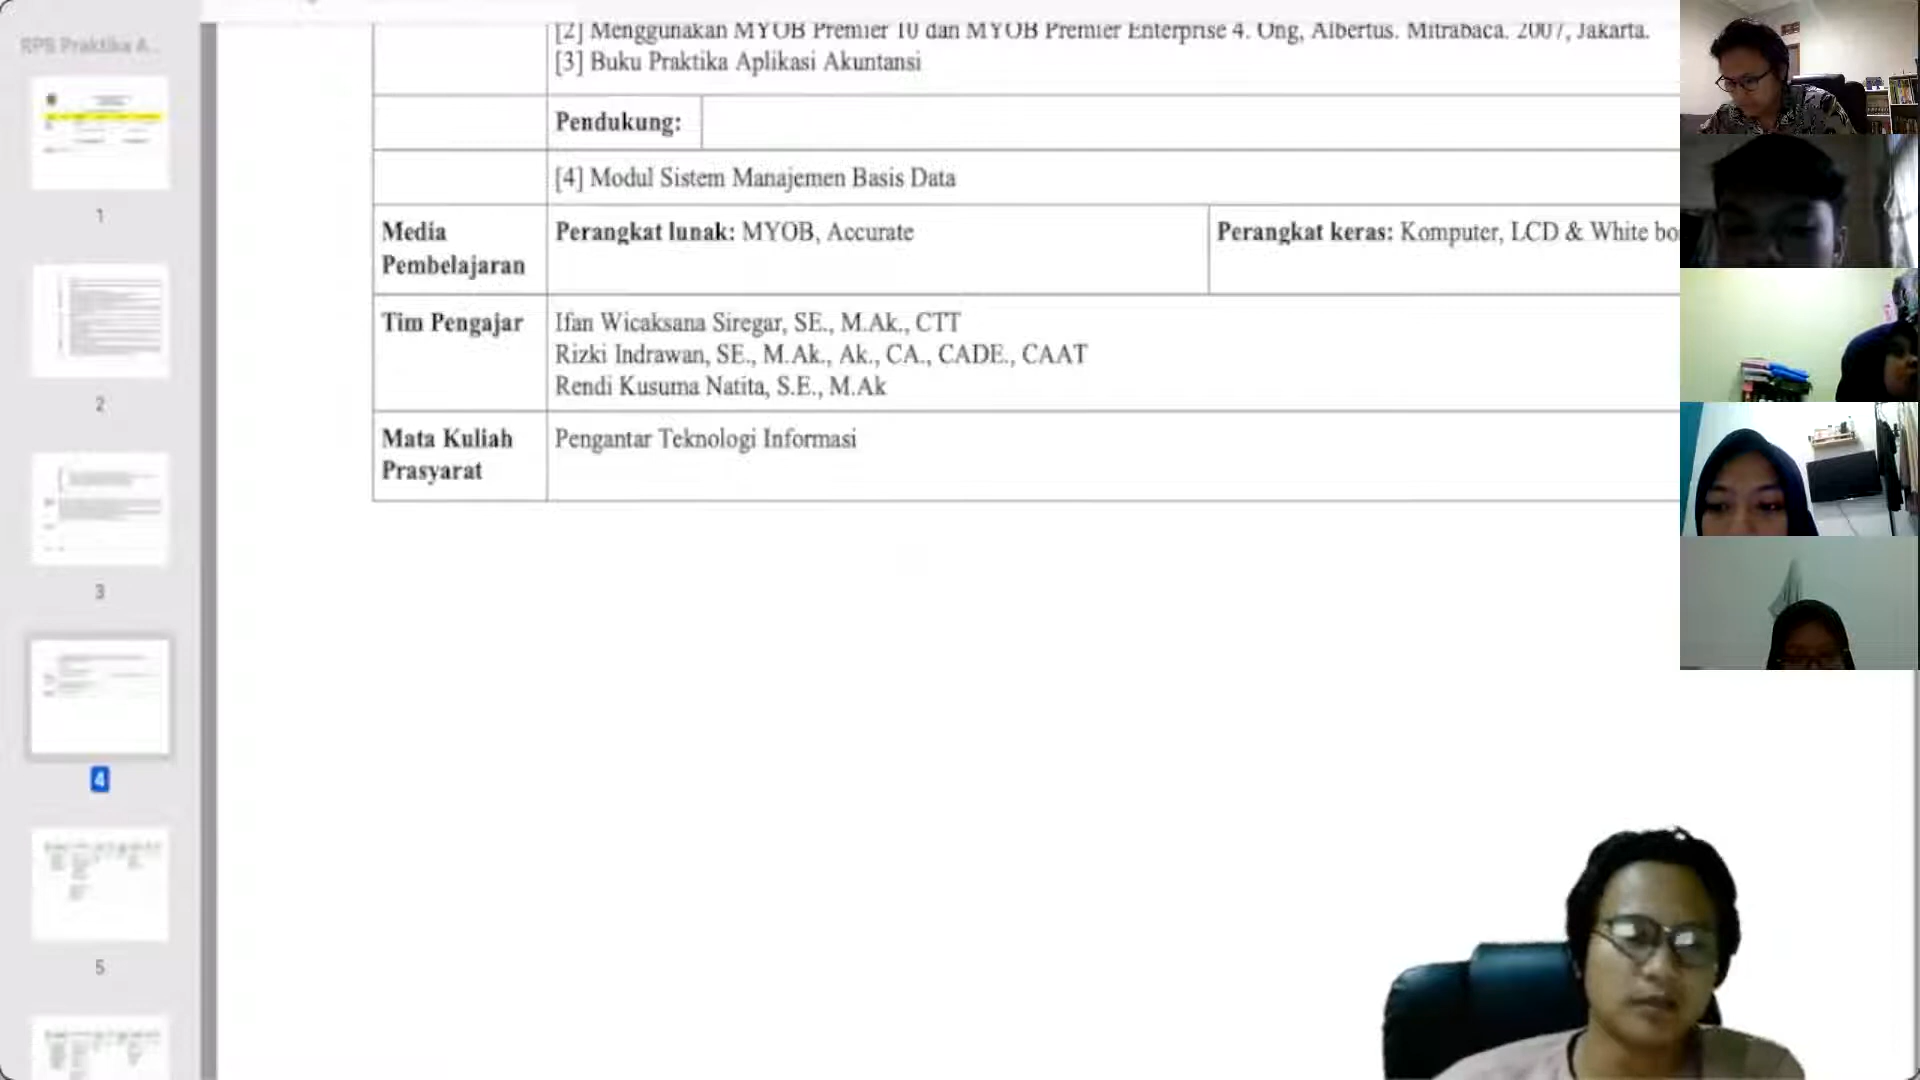 RPS Praktika A...
1
2
3
4
5
[2] Menggunakan MYOB Premier 10 dan MYOB Premier Enterprise 4. Ong, Albertus. Mitrabaca. 2007, Jakarta.
[3] Buku Praktika Aplikasi Akuntansi
Pendukung:
[4] Modul Sistem Manajemen Basis Data
Media Pembelajaran
Perangkat lunak: MYOB, Accurate
Perangkat keras: Komputer, LCD & White bo
Tim Pengajar
Ifan Wicaksana Siregar, SE., M.Ak., CTT
Rizki Indrawan, SE., M.Ak., Ak., CA., CADE., CAAT
Rendi Kusuma Natita, S.E., M.Ak
Mata Kuliah Prasyarat
Pengantar Teknologi Informasi